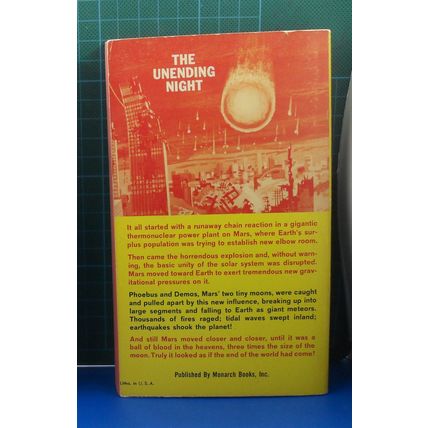 THE
UNENDING
NIGHT
It all started with a runaway chain reaction in a gigantic
thermonuclear power plant on Mars, where Earth's sur-
plus population was trying to establish new elbow room.
Then came the horrendous explosion and, without warn-
ing, the basic unity of the solar system was disrupted.
Mars moved toward Earth to exert tremendous new grav-
itational pressures on it.
Phoebus and Demos, Mars' two tiny moons, were caught
and pulled apart by this new influence, breaking up into
large segments and falling to Earth as giant meteors.
Thousands of fires raged; tidal waves swept inland;
earthquakes shook the planet!
And still Mars moved closer and closer, until it was a
ball of blood in the heavens, three times the size of the
moon. Truly it looked as if the end of the world had come!
Published By Monarch Books, Inc.
Litho. in U. S. A.